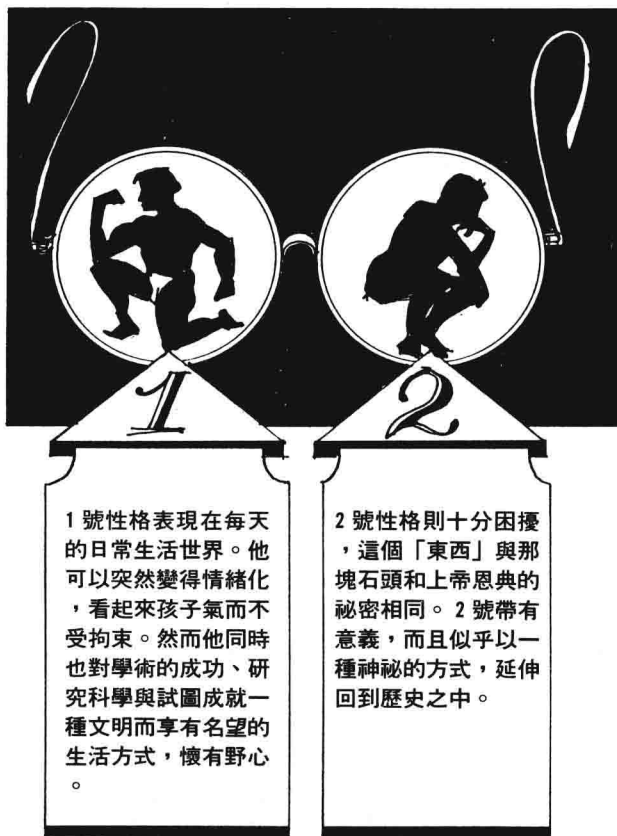 1
2
1 號性格表現在每天
的日常生活世界。他
可以突然變得情緒化
，看起來孩子氣而不
受拘束。然而他同時
也對學術的成功、研
究科學與試圖成就一
種文明而享有名望的
生活方式，懷有野心
。
2 號性格則十分困擾
，這個「東西」與那
塊石頭和上帝恩典的
祕密相同。2 號帶有
意義，而且似乎以一
種神祕的方式，延伸
回到歷史之中。